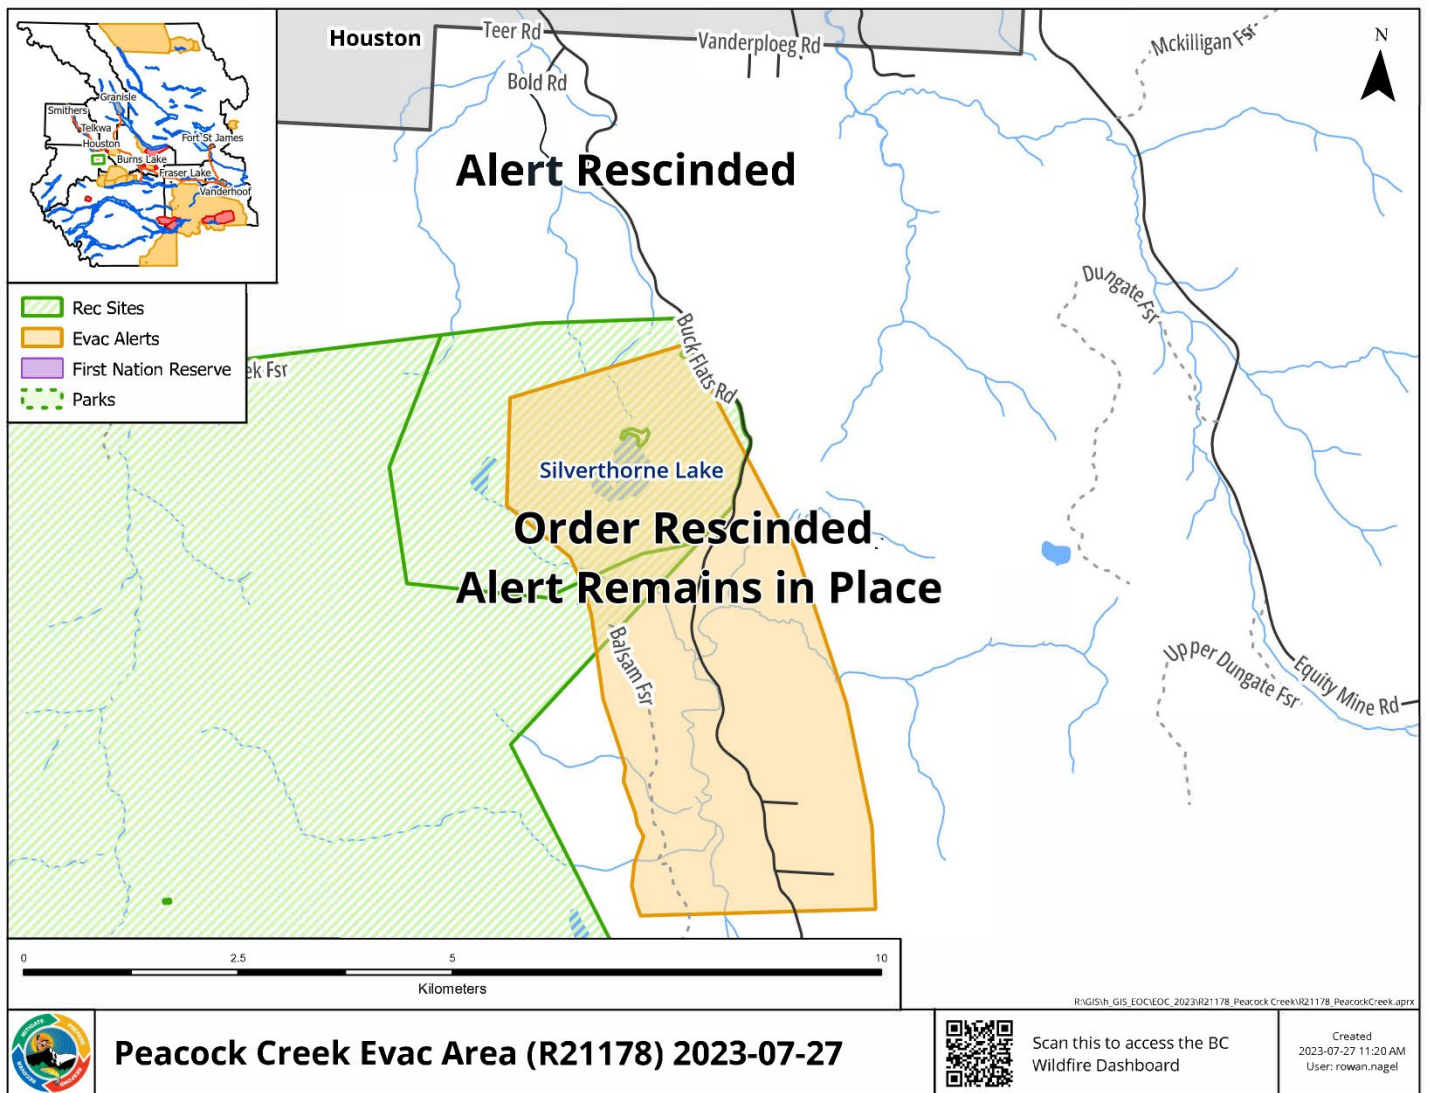 Granisle
Smithers
Telkwa
Houston
Fort St James
Burns Lake
Fraser Lake
Vanderhoof
Houston
Teer Rd
Vanderploeg Rd
Mckilligan Fsr
N
Bold Rd
Alert Rescinded
Dungate Fsr
Rec Sites
Evac Alerts
First Nation Reserve
Parks
ek Fsr
Buck Flats Rd
Silverthorne Lake
Order Rescinded
Alert Remains in Place
Balsam Fsr
Upper Dungate Fsr
Equity Mine Rd
0 2.5 5 10
Kilometers
R:\GIS\h_GIS_EOC\EOC_2023\R21178_Peacock Creek\R21178_PeacockCreek.aprx
MITIGATE
PREPARE
RESPOND
RECOVER
Peacock Creek Evac Area (R21178) 2023-07-27
Scan this to access the BC
Wildfire Dashboard
Created
2023-07-27 11:20 AM
User: rowan.nagel